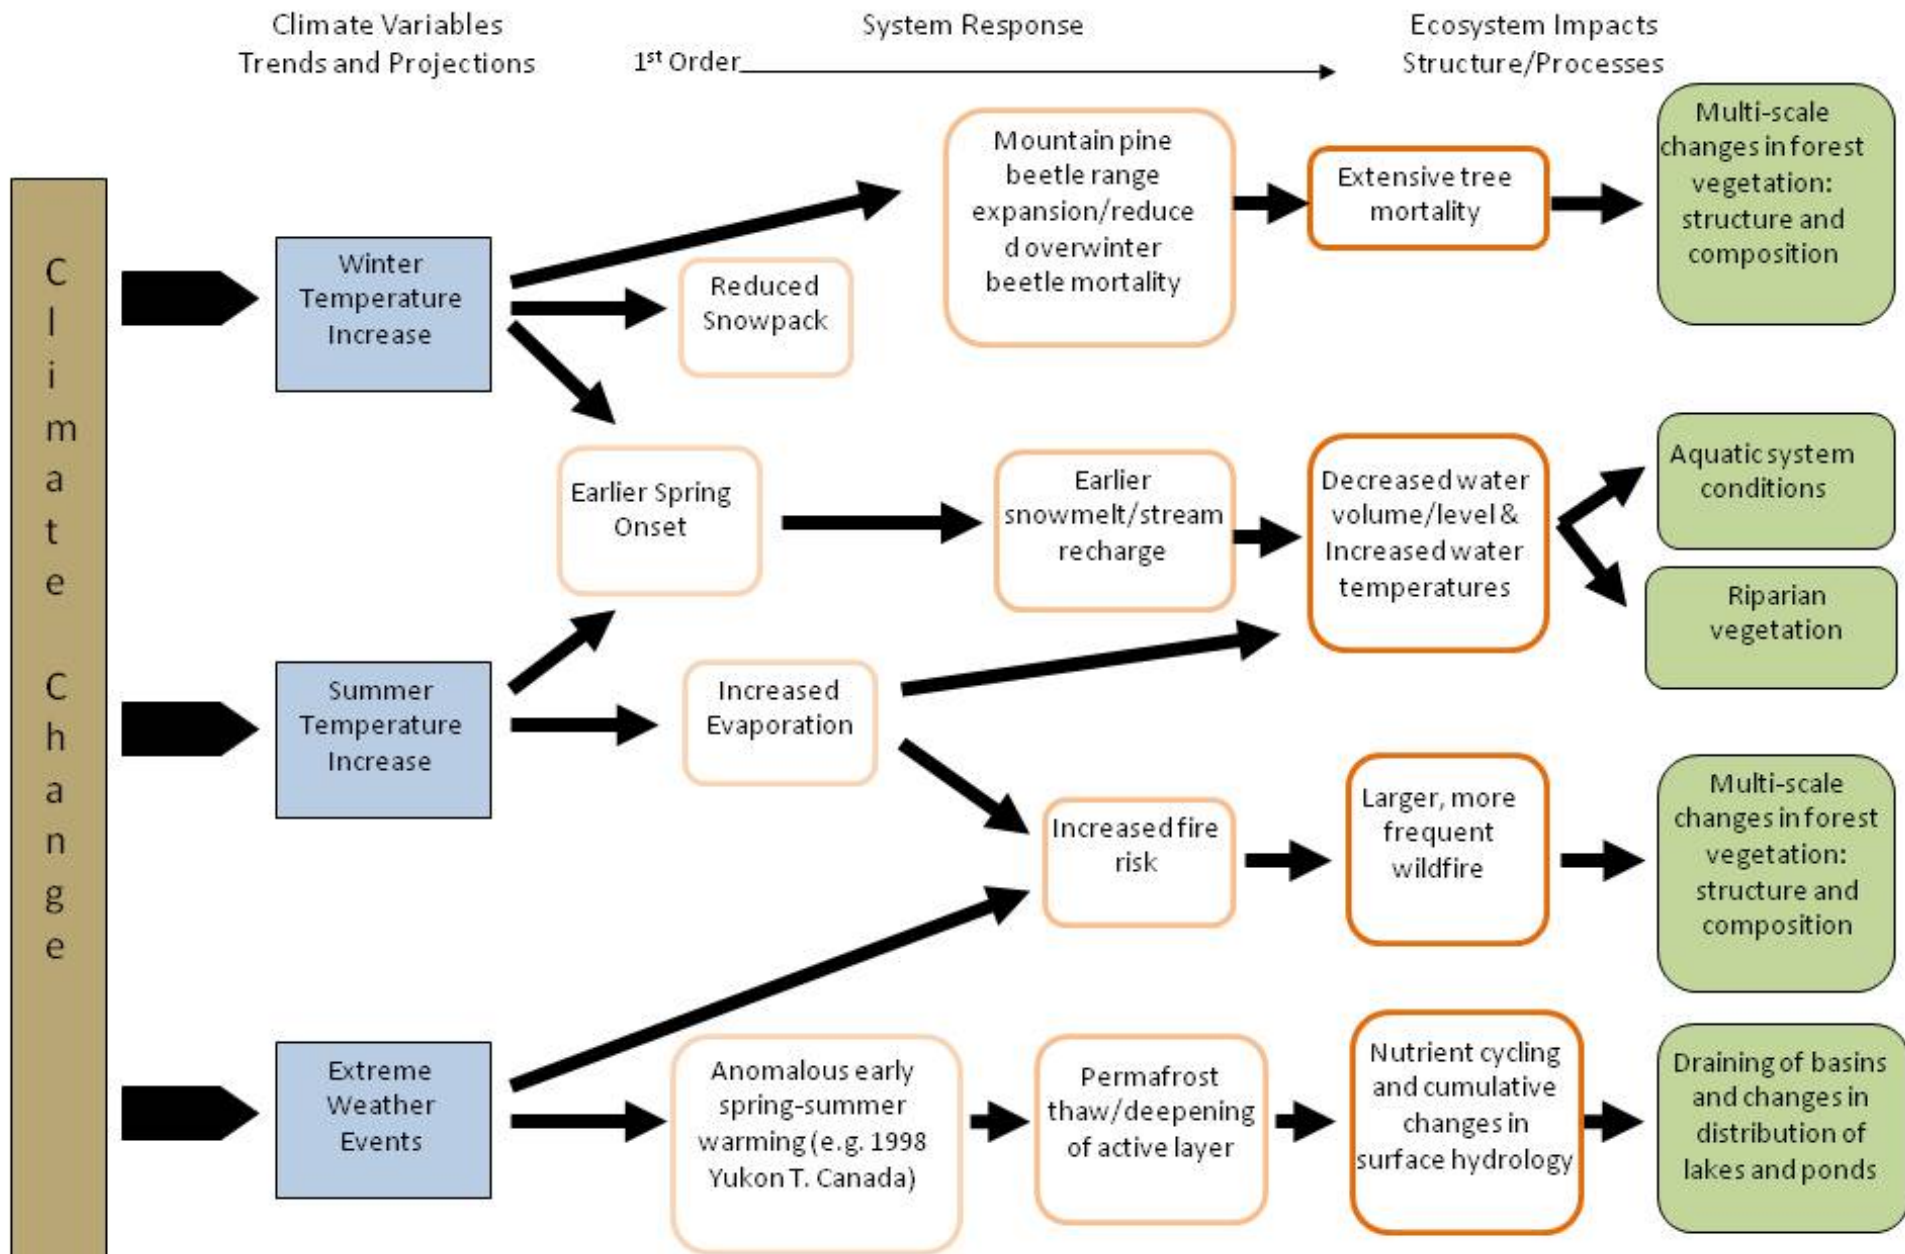 Climate Variables
Trends and Projections
System Response
1st Order
Ecosystem Impacts
Structure/Processes
Climate Change
Winter
Temperature
Increase
Reduced
Snowpack
Mountain pine
beetle range
expansion/reduce
d overwinter
beetle mortality
Extensive tree
mortality
Multi-scale
changes in forest
vegetation:
structure and
composition
Earlier Spring
Onset
Earlier
snowmelt/stream
recharge
Decreased water
volume/level &
Increased water
temperatures
Aquatic system
conditions
Riparian
vegetation
Summer
Temperature
Increase
Increased
Evaporation
Increased fire
risk
Larger, more
frequent
wildfire
Multi-scale
changes in forest
vegetation:
structure and
composition
Extreme
Weather
Events
Anomalous early
spring-summer
warming (e.g. 1998
Yukon T. Canada)
Permafrost
thaw/deepening
of active layer
Nutrient cycling
and cumulative
changes in
surface hydrology
Draining of basins
and changes in
distribution of
lakes and ponds